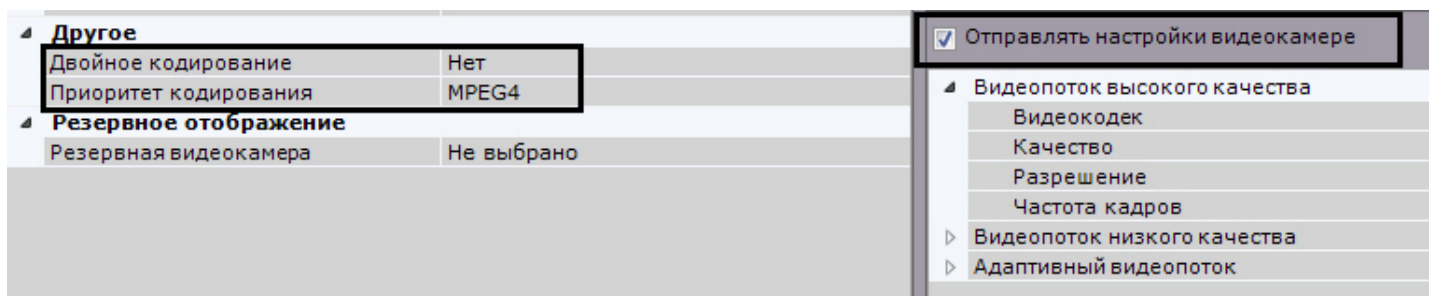 Другое
Двойное кодирование Нет
Приоритет кодирования MPEG4
Резервное отображение
Резервная видеокамера Не выбрано
Отправлять настройки видеокамере
Видеопоток высокого качества
Видеокодек
Качество
Разрешение
Частота кадров
Видеопоток низкого качества
Адаптивный видеопоток